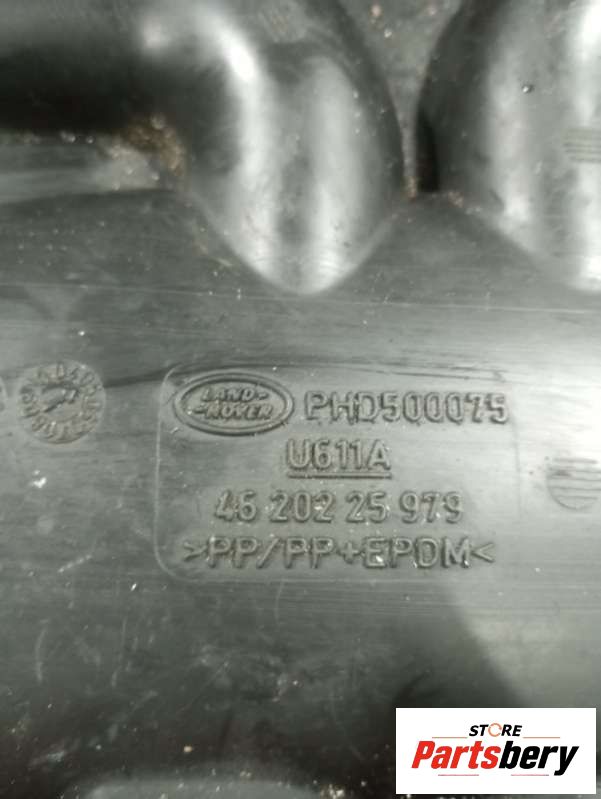 LAND-
-ROVER
PHD500075
U611A
46 202 25 979
>PP/PP+EPDM<
STORE
Partsbery